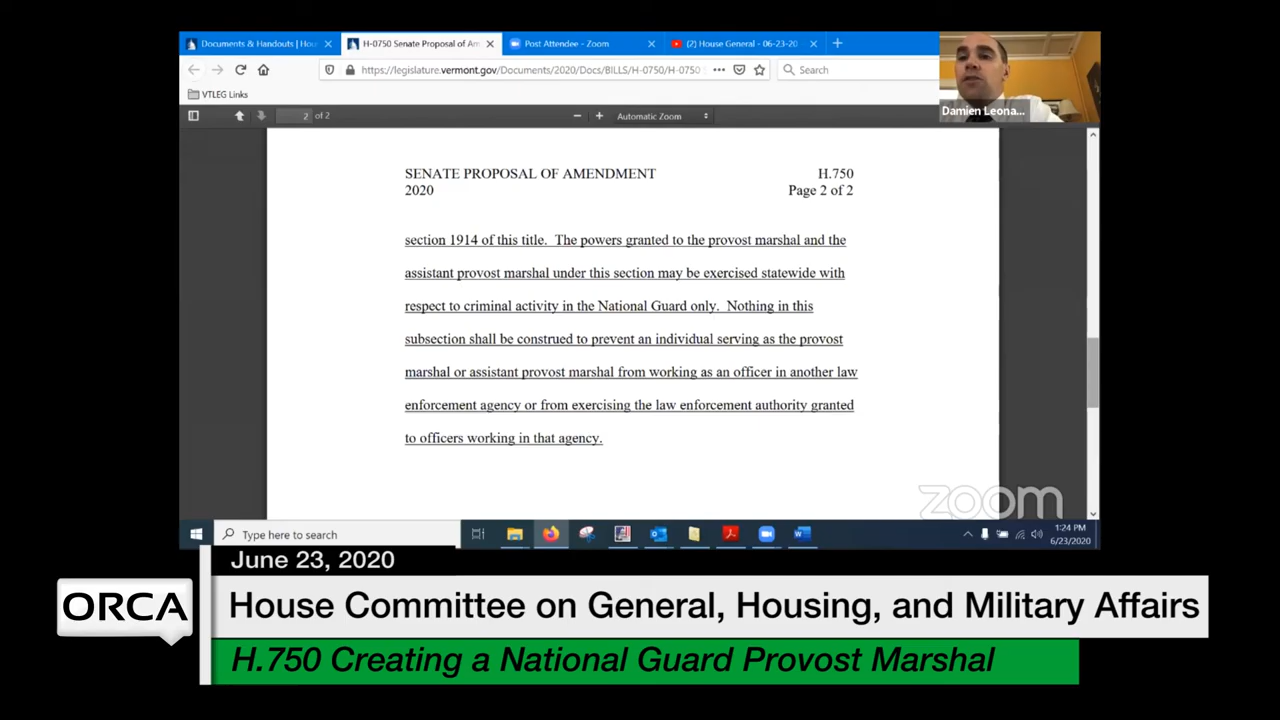 Documents & Handouts | Hou
H-0750 Senate Proposal of Am
Post Attendee - Zoom
(2) House General - 06-23-20
https://legislature.vermont.gov/Documents/2020/Docs/BILLS/H-0750/H-0750 S
Search
VTLEG Links
2 of 2
Automatic Zoom
Damien Leona...
SENATE PROPOSAL OF AMENDMENT H.750
2020 Page 2 of 2
section 1914 of this title. The powers granted to the provost marshal and the
assistant provost marshal under this section may be exercised statewide with
respect to criminal activity in the National Guard only. Nothing in this
subsection shall be construed to prevent an individual serving as the provost
marshal or assistant provost marshal from working as an officer in another law
enforcement agency or from exercising the law enforcement authority granted
to officers working in that agency.
zoom
Type here to search
1:24 PM
6/23/2020
June 23, 2020
ORCA
House Committee on General, Housing, and Military Affairs
H.750 Creating a National Guard Provost Marshal